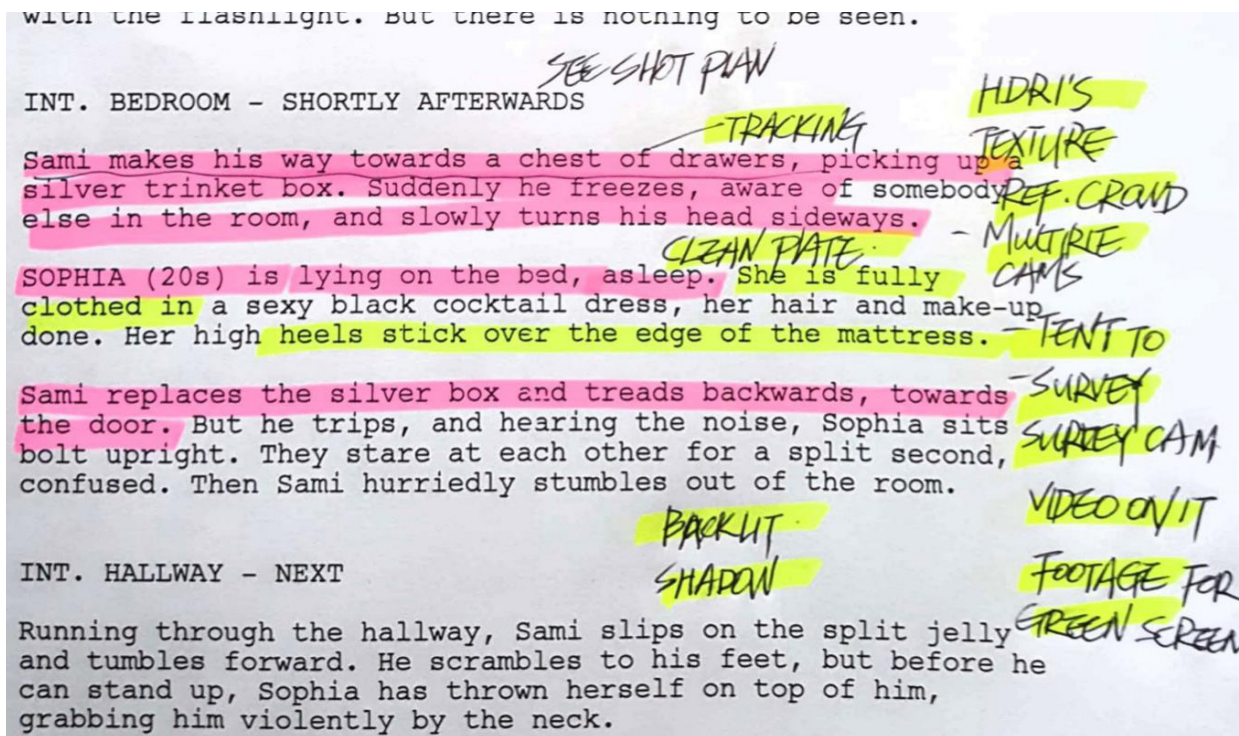 with the flashlight. But there is nothing to be seen.
SEE SHOT PLAN
INT. BEDROOM - SHORTLY AFTERWARDS
HDRI'S
TRACKING
TEXTURE
Sami makes his way towards a chest of drawers, picking up a
silver trinket box. Suddenly he freezes, aware of somebody
REF. CROWD
else in the room, and slowly turns his head sideways.
- MULTIPLE
CAMS
CLEAN PLATE.
SOPHIA (20s) is lying on the bed, asleep. She is fully
clothed in a sexy black cocktail dress, her hair and make-up
done. Her high heels stick over the edge of the mattress.
- TENT TO
- SURVEY
Sami replaces the silver box and treads backwards, towards
the door. But he trips, and hearing the noise, Sophia sits
SURVEY CAM
bolt upright. They stare at each other for a split second,
confused. Then Sami hurriedly stumbles out of the room.
VIDEO ON IT
BACKLIT
SHADOW
INT. HALLWAY - NEXT
FOOTAGE FOR
GREEN SCREEN
Running through the hallway, Sami slips on the split jelly
and tumbles forward. He scrambles to his feet, but before he
can stand up, Sophia has thrown herself on top of him,
grabbing him violently by the neck.